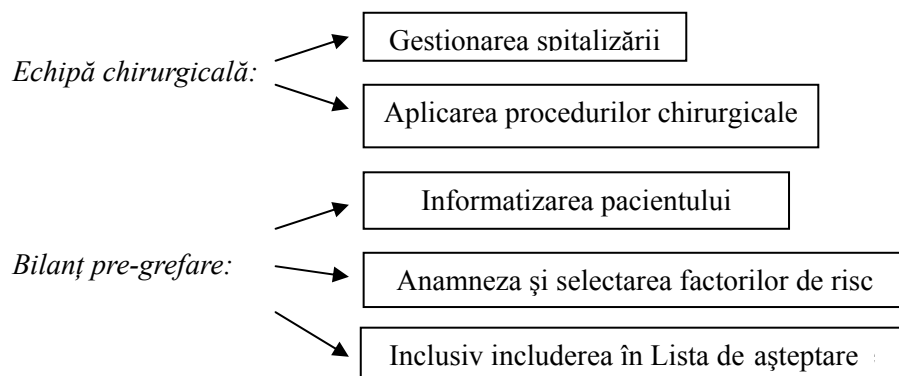 Echipă chirurgicală:
Gestionarea spitalizării
Aplicarea procedurilor chirurgicale
Bilanț pre-grefare:
Informatizarea pacientului
Anamneza şi selectarea factorilor de risc
Inclusiv includerea în Lista de aşteptare